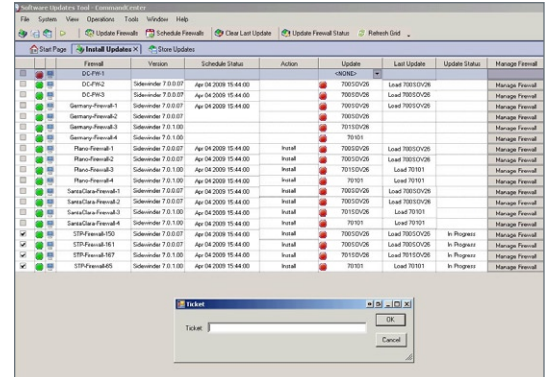 Software Updates Tool - CommandCenter
File System View Operations Tools Window Help
Update Firewalls Schedule Firewalls Clear Last Update Update Firewall Status Refresh Grid
Start Page Install Updates Store Updates
Firewall Version Schedule Status Action Update Last Update Update Status Manage Firewall
DC-FW-1 <NONE>
DC-FW-2 Sidewinder 7.0.0.07 Apr 04 2009 15:44:00 700SOV26 Load 700SOV26 Manage Firewall
DC-FW-3 Sidewinder 7.0.0.07 Apr 04 2009 15:44:00 700SOV26 Load 700SOV26 Manage Firewall
Germany-Firewall-1 Sidewinder 7.0.0.07 Apr 04 2009 15:44:00 700SOV26 Load 700SOV26 Manage Firewall
Germany-Firewall-2 Sidewinder 7.0.0.07 700SOV26 Manage Firewall
Germany-Firewall-3 Sidewinder 7.0.1.00 701SOV26 Manage Firewall
Germany-Firewall-4 Sidewinder 7.0.1.00 70101 Manage Firewall
Plano-Firewall-1 Sidewinder 7.0.0.07 Apr 04 2009 15:44:00 Install 700SOV26 Load 700SOV26 Manage Firewall
Plano-Firewall-2 Sidewinder 7.0.0.07 Apr 04 2009 15:44:00 Install 700SOV26 Load 700SOV26 Manage Firewall
Plano-Firewall-3 Sidewinder 7.0.1.00 Apr 04 2009 15:44:00 Install 701SOV26 Load 70101 Manage Firewall
Plano-Firewall-4 Sidewinder 7.0.1.00 Apr 04 2009 15:44:00 Install 70101 Load 70101 Manage Firewall
SantaClara-Firewall-1 Sidewinder 7.0.0.07 Apr 04 2009 15:44:00 Install 700SOV26 Load 700SOV26 Manage Firewall
SantaClara-Firewall-2 Sidewinder 7.0.0.07 Apr 04 2009 15:44:00 Install 700SOV26 Load 700SOV26 Manage Firewall
SantaClara-Firewall-3 Sidewinder 7.0.1.00 Apr 04 2009 15:44:00 Install 701SOV26 Load 70101 Manage Firewall
SantaClara-Firewall-4 Sidewinder 7.0.1.00 Apr 04 2009 15:44:00 Install 70101 Load 70101 Manage Firewall
STP-Firewall-150 Sidewinder 7.0.0.07 Apr 04 2009 15:44:00 Install 700SOV26 Load 700SOV26 In Progress Manage Firewall
STP-Firewall-161 Sidewinder 7.0.0.07 Apr 04 2009 15:44:00 Install 700SOV26 Load 700SOV26 In Progress Manage Firewall
STP-Firewall-167 Sidewinder 7.0.1.00 Apr 04 2009 15:44:00 Install 701SOV26 Load 701SOV26 In Progress Manage Firewall
STP-Firewall-65 Sidewinder 7.0.1.00 Apr 04 2009 15:44:00 Install 70101 Load 70101 In Progress Manage Firewall
Ticket
Ticket: OK
Cancel